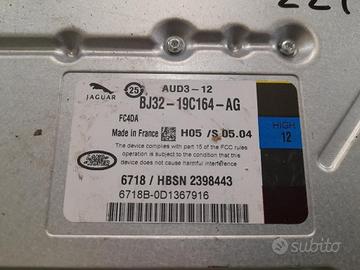 AUD3-12
25
JAGUAR
BJ32-19C164-AG
FC4DA
Made in France H05 /S 05.04
The device complies with part 15 of the FCC rules
operation is subject to the condition that this
device does not cause harmful interference
HIGH
12
6718 / HBSN 2398443
6718B-0D1367916
subito